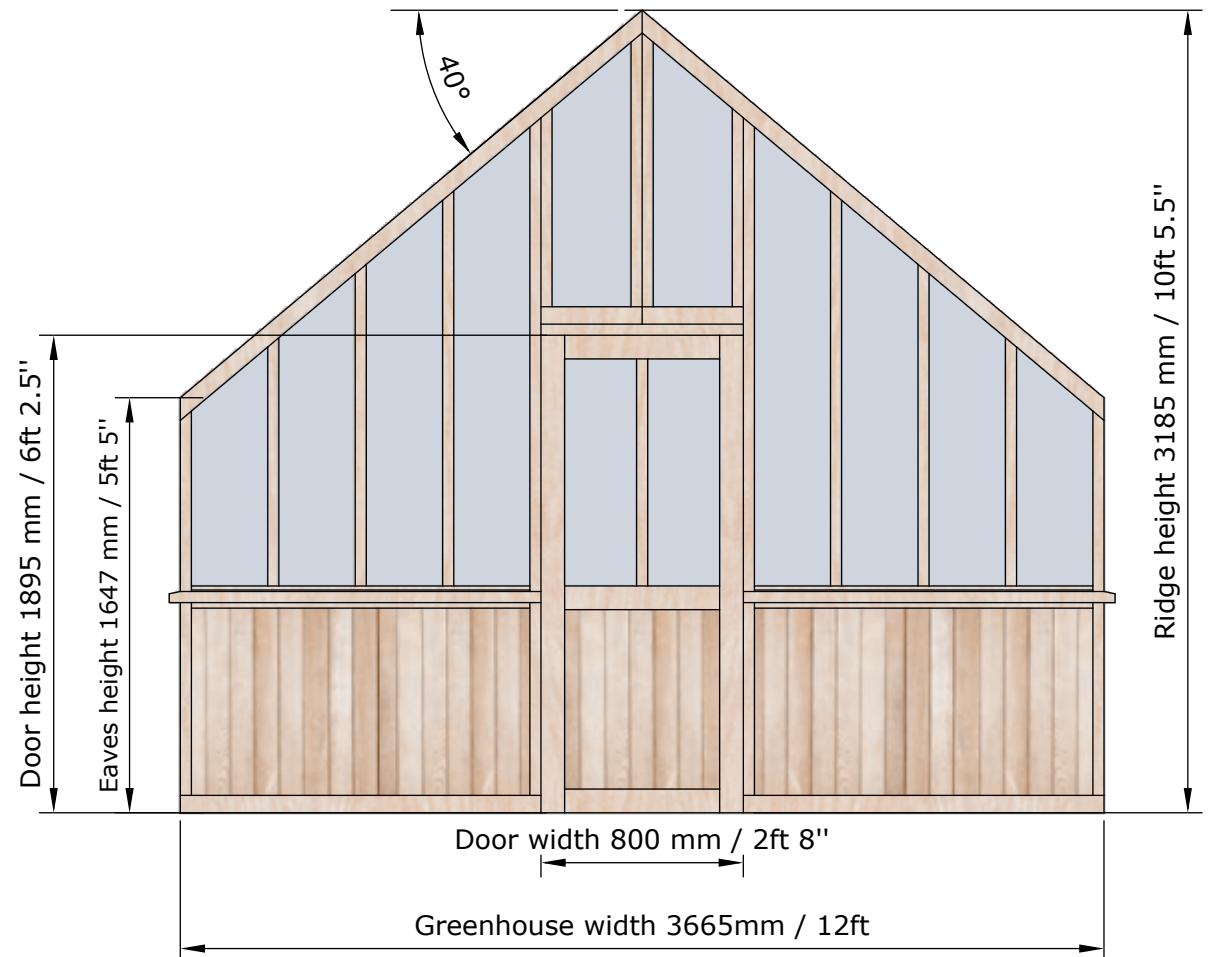 40°
Ridge height 3185 mm / 10ft 5.5''
Door height 1895 mm / 6ft 2.5''
Eaves height 1647 mm / 5ft 5''
Door width 800 mm / 2ft 8''
Greenhouse width 3665mm / 12ft